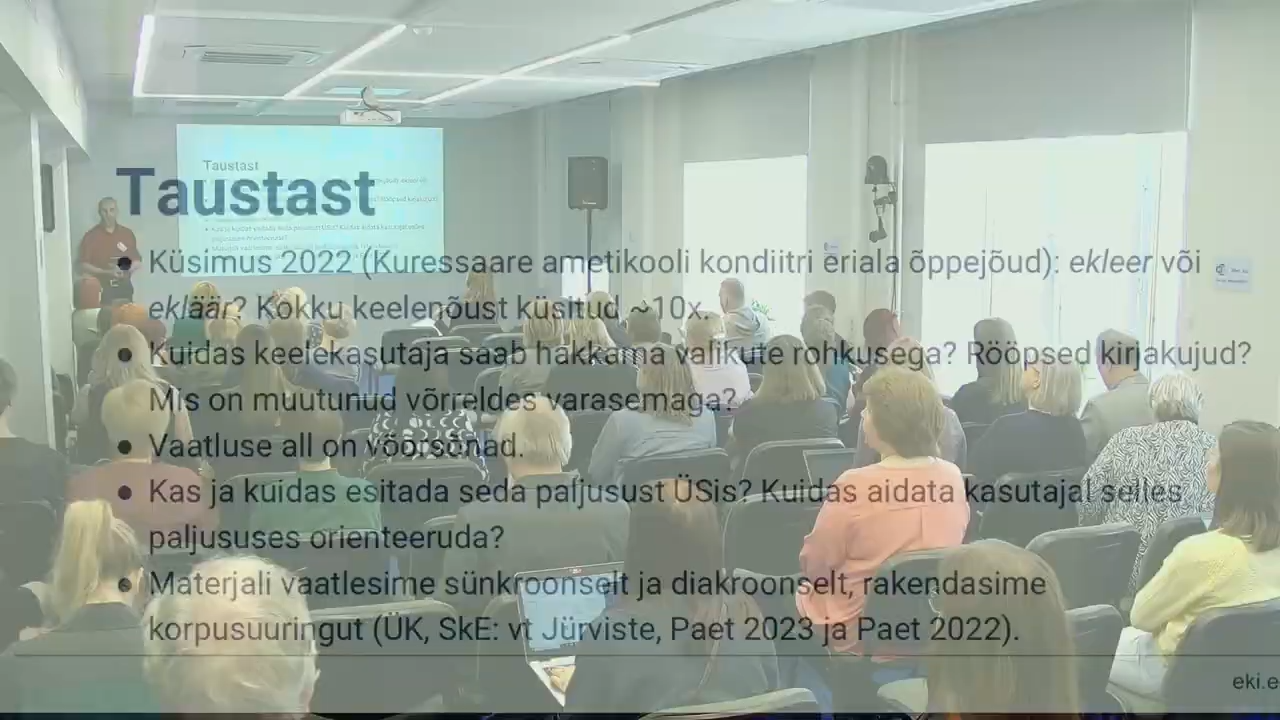 Taustast
Taustast
• Küsimus 2022 (Kuressaare ametikooli kondiitri eriala õppejõud): ekleer või
ekläär? Kokku keelenõust küsitud ~10x.
• Kuidas keelekasutaja saab hakkama valikute rohkusega? Rööpsed kirjakujud?
Mis on muutunud võrreldes varasemaga?
• Vaatluse all on võõrsõnad.
• Kas ja kuidas esitada seda paljusust ÜSis? Kuidas aidata kasutajal selles
paljususes orienteeruda?
• Materjali vaatlesime sünkroonselt ja diakroonselt, rakendasime
korpusuuringut (ÜK, SkE: vt Jürviste, Paet 2023 ja Paet 2022).